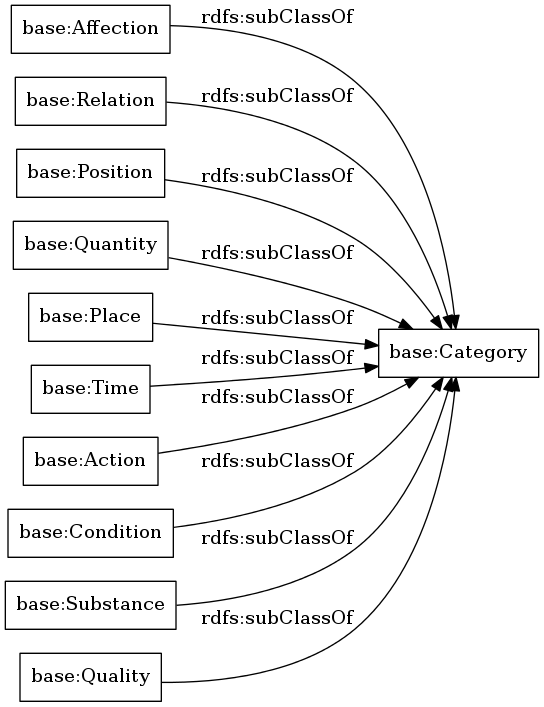 base:Affection
rdfs:subClassOf
base:Relation
rdfs:subClassOf
base:Position
rdfs:subClassOf
base:Quantity
rdfs:subClassOf
base:Place
rdfs:subClassOf
base:Category
base:Time
rdfs:subClassOf
base:Action
rdfs:subClassOf
base:Condition
rdfs:subClassOf
base:Substance
rdfs:subClassOf
base:Quality
rdfs:subClassOf